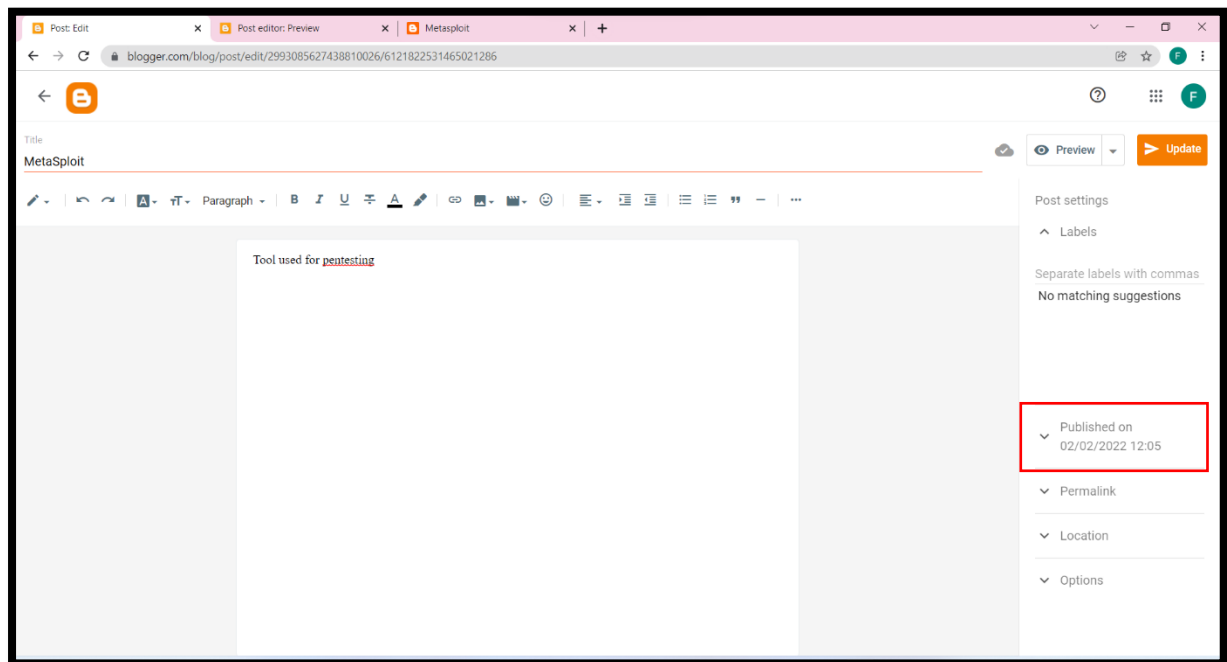 Post: Edit
Post editor: Preview
Metasploit
blogger.com/blog/post/edit/2993085627438810026/6121822531465021286
F
F
Title
MetaSploit
Preview
Update
Paragraph
B I U A
Tool used for pentesting
Post settings
Labels
Separate labels with commas
No matching suggestions
Published on
02/02/2022 12:05
Permalink
Location
Options